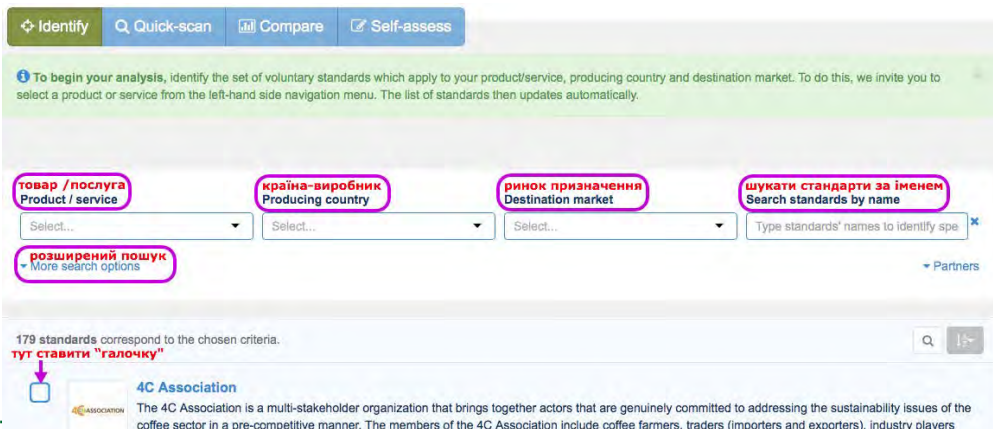 Identify Quick-scan Compare Self-assess
To begin your analysis, identify the set of voluntary standards which apply to your product/service, producing country and destination market. To do this, we invite you to
select a product or service from the left-hand side navigation menu. The list of standards then updates automatically.
товар /послуга країна-виробник ринок призначення шукати стандарти за іменем
Product / service Producing country Destination market Search standards by name
Select... Select... Select... Type standards' names to identify spe
розширений пошук
More search options Partners
179 standards correspond to the chosen criteria.
тут ставити "галочку"
4C Association
4C ASSOCIATION
The 4C Association is a multi-stakeholder organization that brings together actors that are genuinely committed to addressing the sustainability issues of the
coffee sector in a pre-competitive manner. The members of the 4C Association include coffee farmers, traders (importers and exporters), industry players